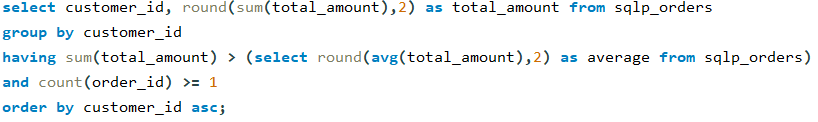 select customer_id, round(sum(total_amount),2) as total_amount from sqlp_orders
group by customer_id
having sum(total_amount) > (select round(avg(total_amount),2) as average from sqlp_orders)
and count(order_id) >= 1
order by customer_id asc;